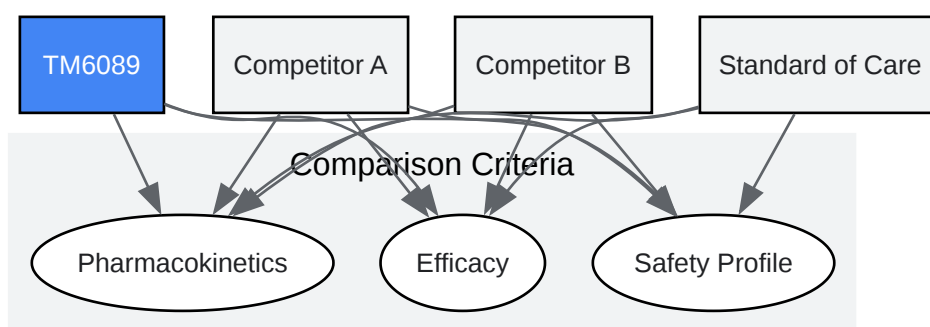 TM6089
Competitor A
Competitor B
Standard of Care
Comparison Criteria
Pharmacokinetics
Efficacy
Safety Profile